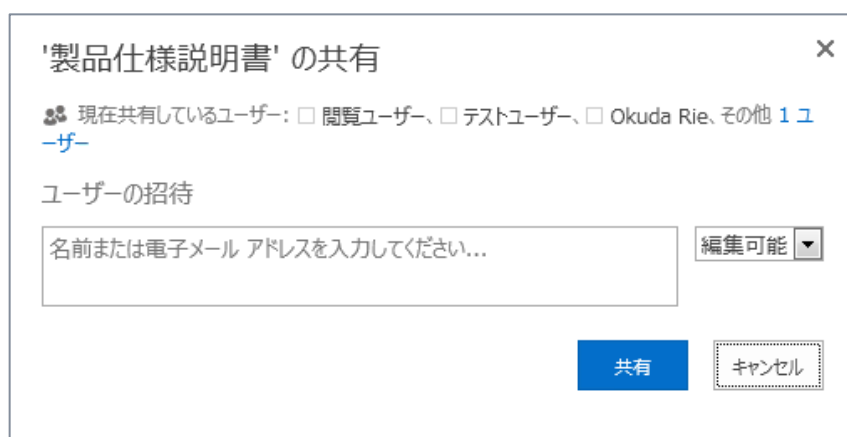 '製品仕様説明書' の共有
現在共有しているユーザー: 閲覧ユーザー、 テストユーザー、 Okuda Rie、その他 1 ユ
ーザー
ユーザーの招待
名前または電子メール アドレスを入力してください...
編集可能
共有
キャンセル